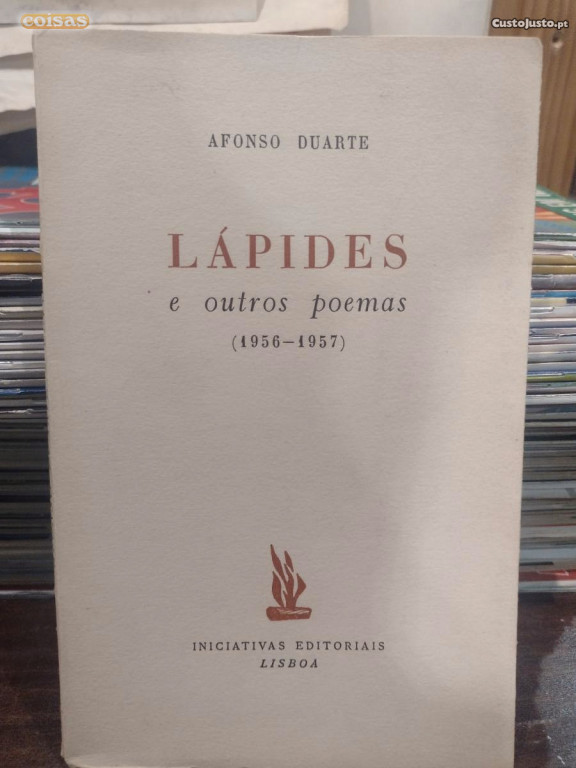 coisas
CustoJusto.pt
AFONSO DUARTE
LÁPIDES
e outros poemas
(1956-1957)
INICIATIVAS EDITORIAIS
LISBOA